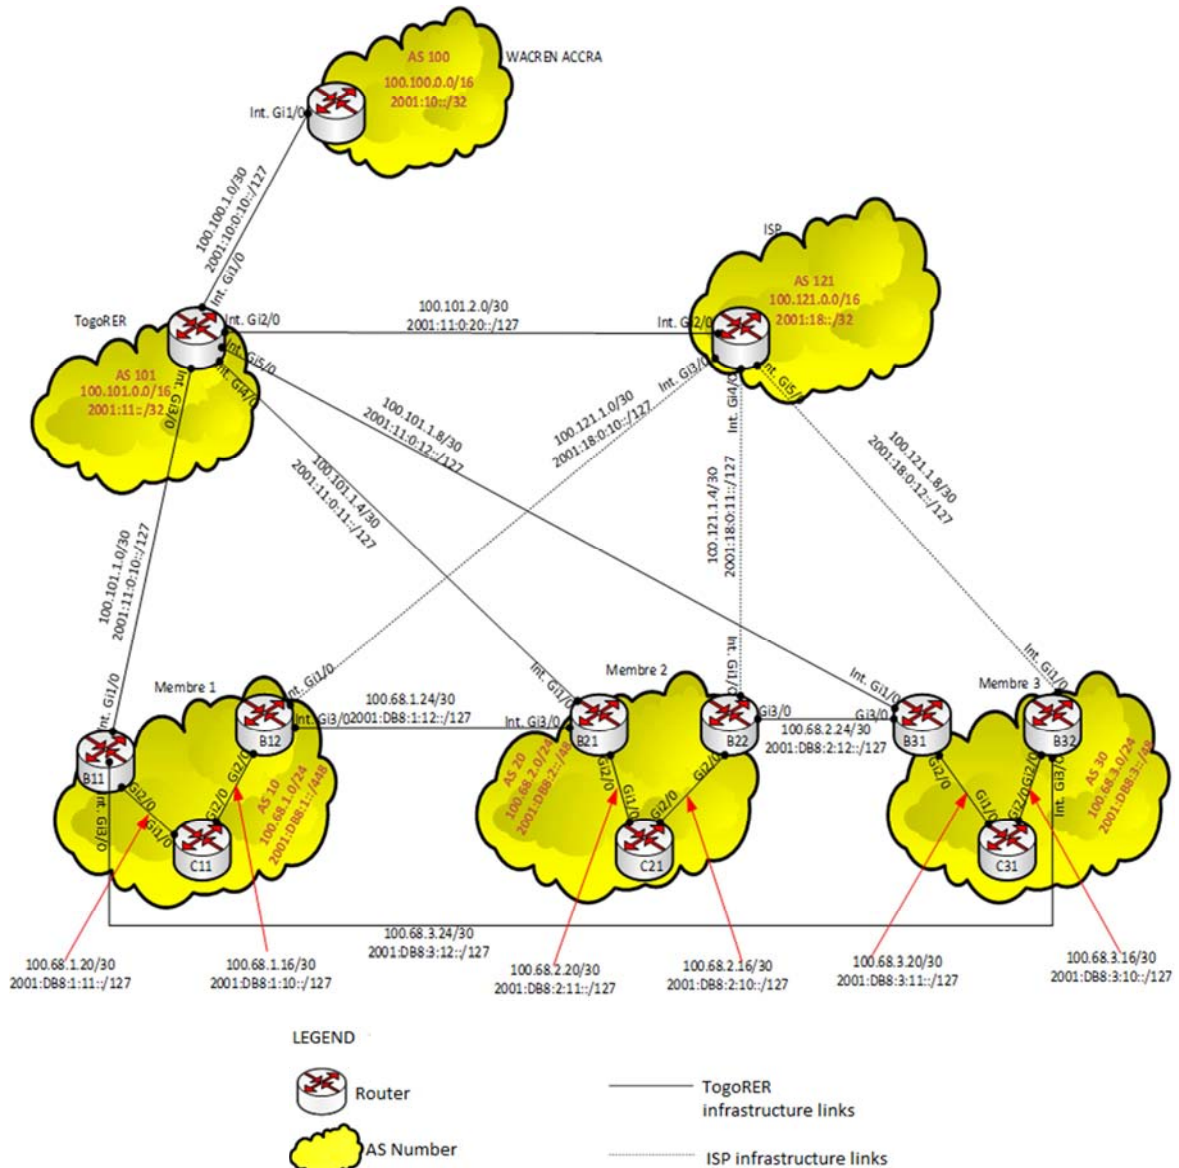 AS 100
WACREN ACCRA
100.100.0.0/16
2001:10::/32
Int. Gi1/0
100.100.1.0/30
2001:10:0:10::/127
Int. Gi1/0
ISP
AS 121
100.121.0.0/16
2001:18::/32
TogoRER
Int. Gi2/0
100.101.2.0/30
2001:11:0:20::/127
Int. Gi2/0
Int. Gi5/0
Int. Gi4/0
Int. Gi3/0
AS 101
100.101.0.0/16
2001:11::/32
Int. Gi3/0
Int. Gi4/0
Int. Gi5/
100.101.1.8/30
2001:11:0:12::/127
100.121.1.0/30
2001:18:0:10::/127
100.101.1.4/30
2001:11:0:11::/127
100.121.1.4/30
2001:18:0:11::/127
100.121.1.8/30
2001:18:0:12::/127
100.101.1.0/30
2001:11:0:10::/127
Membre 1
Int. Gi1/0
Int. Gi1/0
B11
B12
Int. Gi3/0
100.68.1.24/30
2001:DB8:1:12::/127
Int. Gi3/0
Gi2/0
Gi1/0
Gi2/0
Gi2/0
Int. Gi3/0
C11
AS 10
100.68.1.0/24
2001:DB8:1::/448
Membre 2
Int. Gi1/0
Int. Gi1/0
B21
B22
Gi3/0
100.68.2.24/30
2001:DB8:2:12::/127
Gi3/0
AS 20
100.68.2.0/24
2001:DB8:2::/48
Gi2/0
Gi1/0
Gi2/0
Gi2/0
C21
Membre 3
Int. Gi1/0
Int. Gi1/0
B31
B32
Gi2/0
Gi1/0
Gi2/0
Gi2/0
Int. Gi3/0
C31
AS 30
100.68.3.0/24
2001:DB8:3::/48
100.68.3.24/30
2001:DB8:3:12::/127
100.68.1.20/30
2001:DB8:1:11::/127
100.68.1.16/30
2001:DB8:1:10::/127
100.68.2.20/30
2001:DB8:2:11::/127
100.68.2.16/30
2001:DB8:2:10::/127
100.68.3.20/30
2001:DB8:3:11::/127
100.68.3.16/30
2001:DB8:3:10::/127
LEGEND
Router
AS Number
TogoRER
infrastructure links
ISP infrastructure links